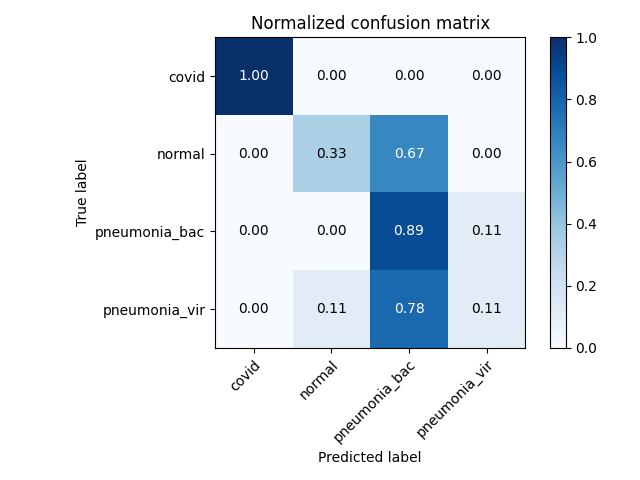 Normalized confusion matrix
True label
covid 1.00 0.00 0.00 0.00
normal 0.00 0.33 0.67 0.00
pneumonia_bac 0.00 0.00 0.89 0.11
pneumonia_vir 0.00 0.11 0.78 0.11
covid normal pneumonia_bac pneumonia_vir
Predicted label
1.0
0.8
0.6
0.4
0.2
0.0